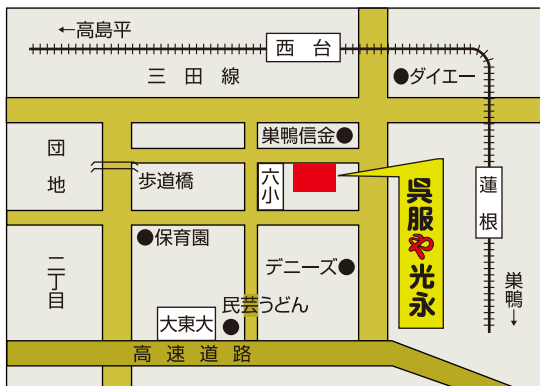 ←高島平
西台
三田線
ダイエー
巣鴨信金
団地
歩道橋
六小
蓮根
呉服や光永
保育園
デニーズ
二丁目
民芸うどん
大東大
巣鴨→
高速道路